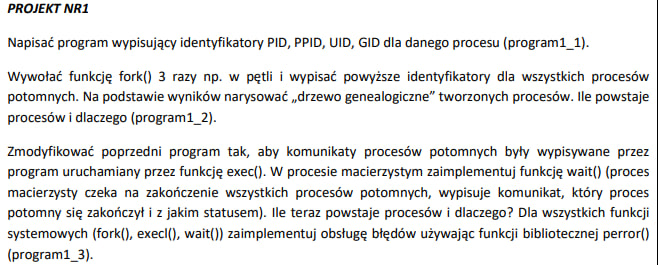 PROJEKT NR1
Napisać program wypisujący identyfikatory PID, PPID, UID, GID dla danego procesu (program1_1).
Wywołać funkcję fork() 3 razy np. w pętli i wypisać powyższe identyfikatory dla wszystkich procesów
potomnych. Na podstawie wyników narysować „drzewo genealogiczne” tworzonych procesów. Ile powstaje
procesów i dlaczego (program1_2).
Zmodyfikować poprzedni program tak, aby komunikaty procesów potomnych były wypisywane przez
program uruchamiany przez funkcję exec(). W procesie macierzystym zaimplementuj funkcję wait() (proces
macierzysty czeka na zakończenie wszystkich procesów potomnych, wypisuje komunikat, który proces
potomny się zakończył i z jakim statusem). Ile teraz powstaje procesów i dlaczego? Dla wszystkich funkcji
systemowych (fork(), execl(), wait()) zaimplementuj obsługę błędów używając funkcji bibliotecznej perror()
(program1_3).